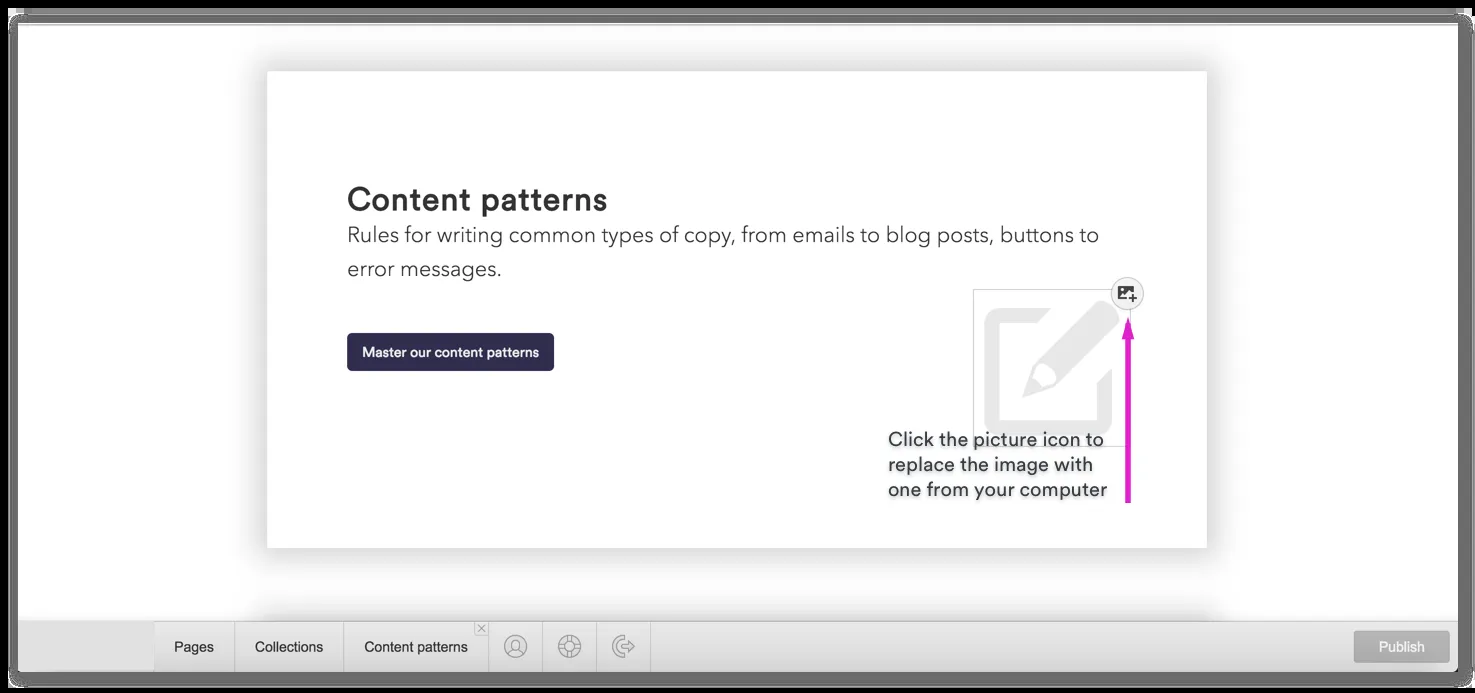 Content patterns
Rules for writing common types of copy, from emails to blog posts, buttons to
error messages.
Master our content patterns
Click the picture icon to
replace the image with
one from your computer
Pages
Collections
Content patterns
Publish